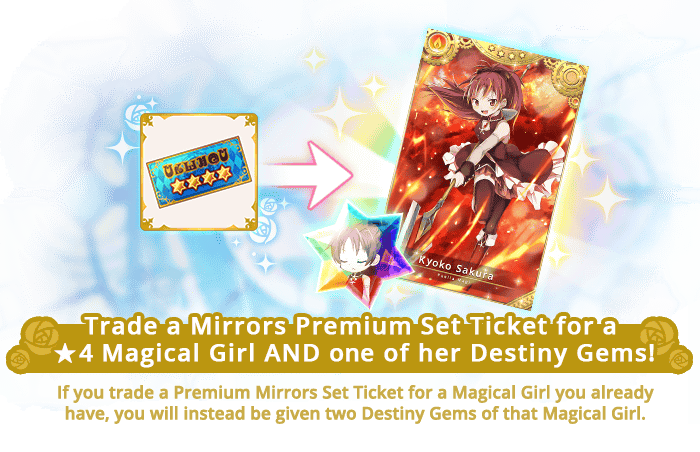 Kyoko Sakura
Puella Magi
Trade a Mirrors Premium Set Ticket for a
★4 Magical Girl AND one of her Destiny Gems!
If you trade a Premium Mirrors Set Ticket for a Magical Girl you already
have, you will instead be given two Destiny Gems of that Magical Girl.